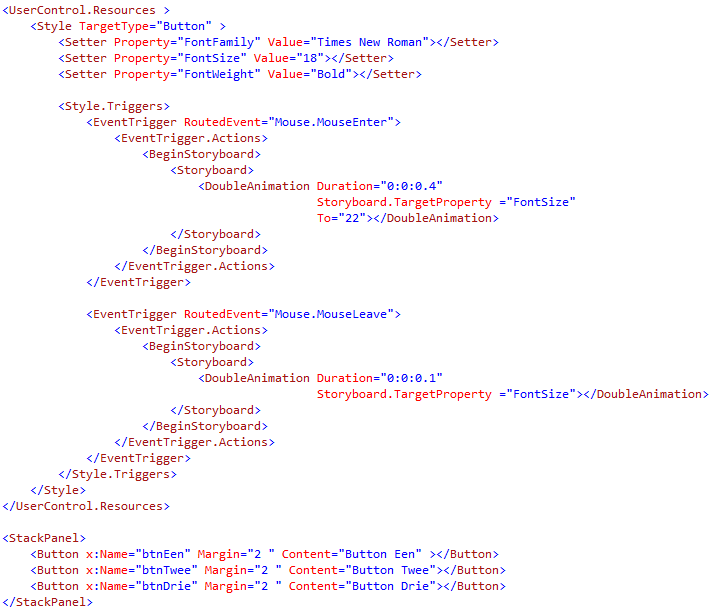 <UserControl.Resources >
    <Style TargetType="Button" >
        <Setter Property="FontFamily" Value="Times New Roman"></Setter>
        <Setter Property="FontSize" Value="18"></Setter>
        <Setter Property="FontWeight" Value="Bold"></Setter>

        <Style.Triggers>
            <EventTrigger RoutedEvent="Mouse.MouseEnter">
                <EventTrigger.Actions>
                    <BeginStoryboard>
                        <Storyboard>
                            <DoubleAnimation Duration="0:0:0.4"
                                             Storyboard.TargetProperty ="FontSize"
                                             To="22"></DoubleAnimation>
                        </Storyboard>
                    </BeginStoryboard>
                </EventTrigger.Actions>
            </EventTrigger>

            <EventTrigger RoutedEvent="Mouse.MouseLeave">
                <EventTrigger.Actions>
                    <BeginStoryboard>
                        <Storyboard>
                            <DoubleAnimation Duration="0:0:0.1"
                                             Storyboard.TargetProperty ="FontSize"></DoubleAnimation>
                        </Storyboard>
                    </BeginStoryboard>
                </EventTrigger.Actions>
            </EventTrigger>
        </Style.Triggers>
    </Style>
</UserControl.Resources>

<StackPanel>
    <Button x:Name="btnEen" Margin="2 " Content="Button Een" ></Button>
    <Button x:Name="btnTwee" Margin="2 " Content="Button Twee"></Button>
    <Button x:Name="btnDrie" Margin="2 " Content="Button Drie"></Button>
</StackPanel>